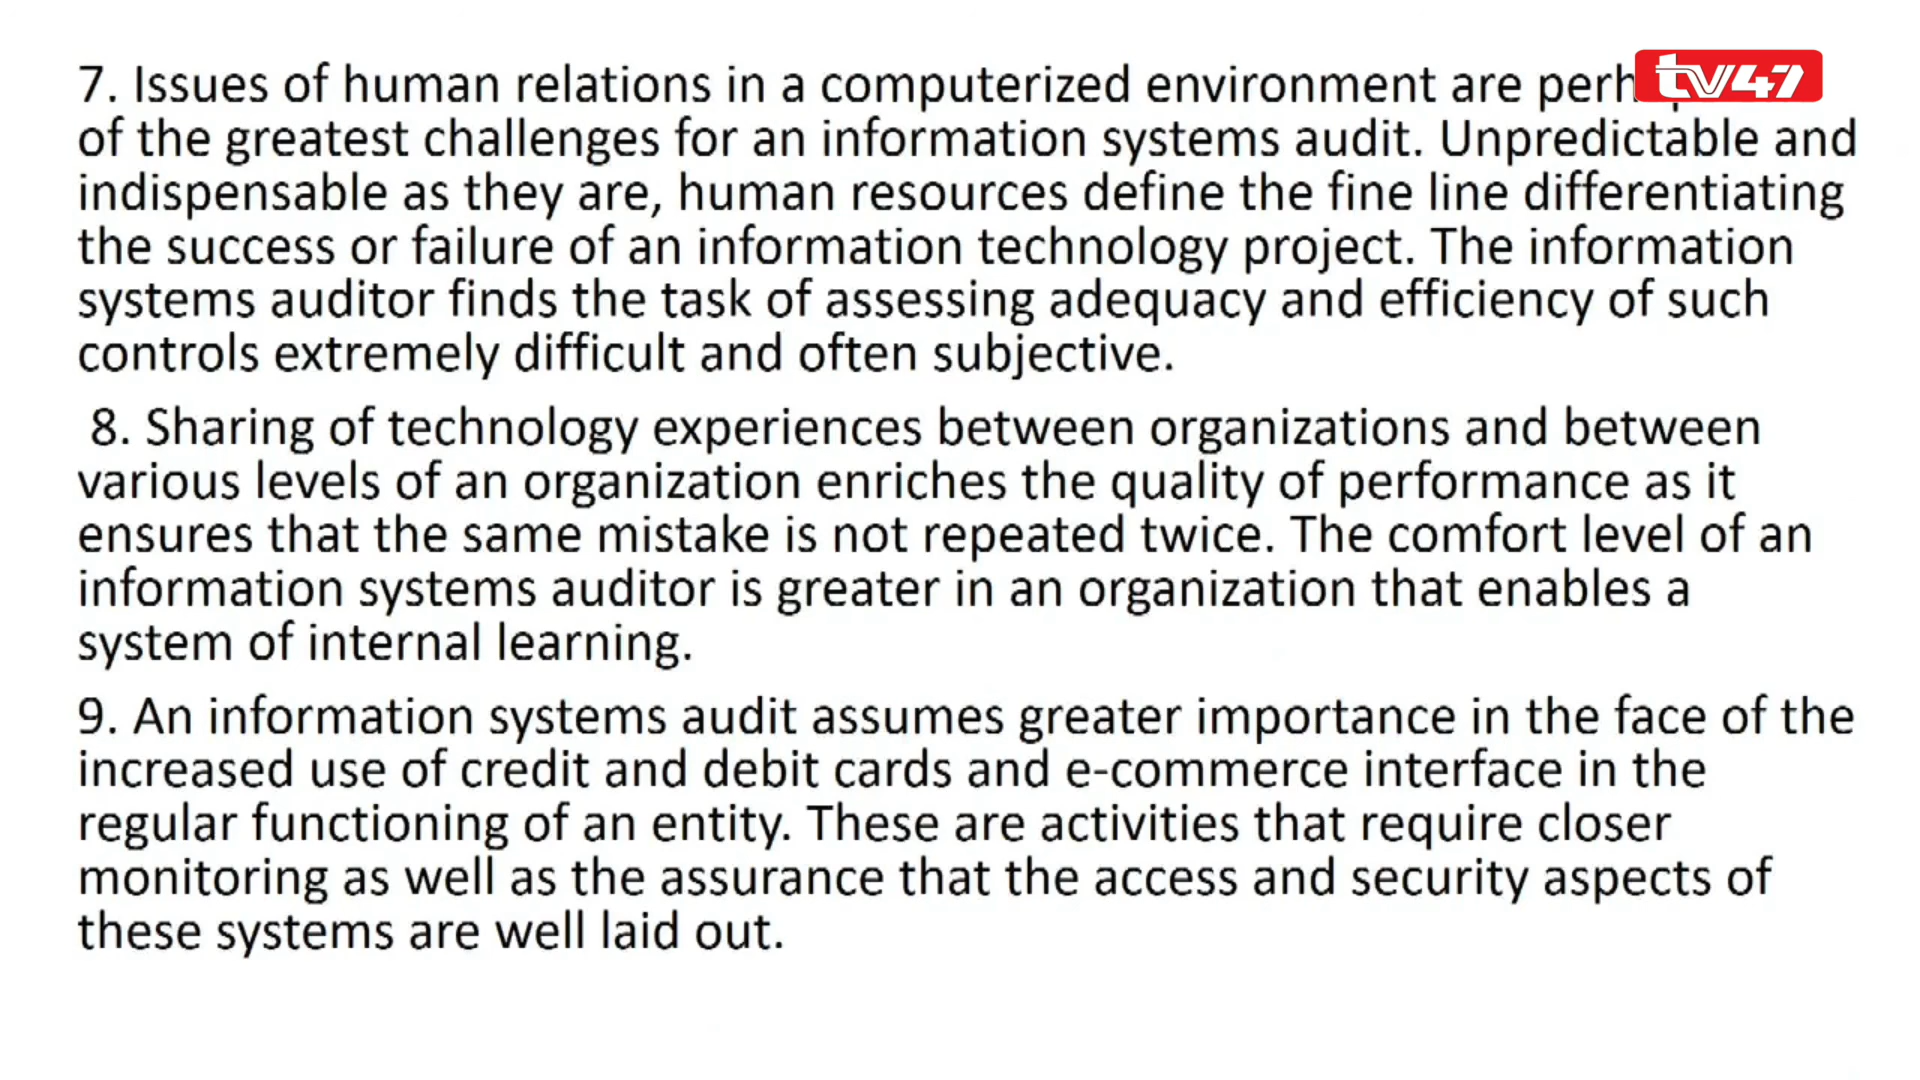 tv47
7. Issues of human relations in a computerized environment are
of the greatest challenges for an information systems audit. Unpredictable and
indispensable as they are, human resources define the fine line differentiating
the success or failure of an information technology project. The information
systems auditor finds the task of assessing adequacy and efficiency of such
controls extremely difficult and often subjective.
8. Sharing of technology experiences between organizations and between
various levels of an organization enriches the quality of performance as it
ensures that the same mistake is not repeated twice. The comfort level of an
information systems auditor is greater in an organization that enables a
system of internal learning.
9. An information systems audit assumes greater importance in the face of the
increased use of credit and debit cards and e-commerce interface in the
regular functioning of an entity. These are activities that require closer
monitoring as well as the assurance that the access and security aspects of
these systems are well laid out.